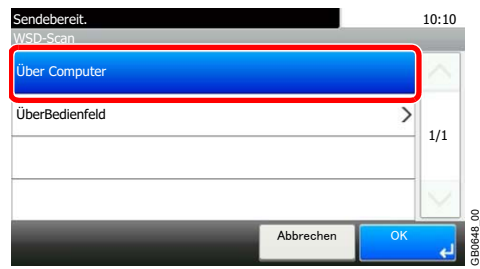 Sendebereit. 10:10
WSD-Scan
Über Computer
ÜberBedienfeld
1/1
Abbrechen OK
GB0648_00